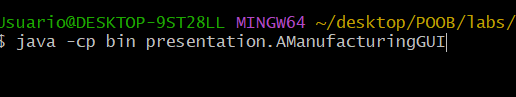 Usuario@DESKTOP-9ST28LL MINGW64 ~/desktop/POOB/labs/
$ java -cp bin presentation.AManufacturingGUI